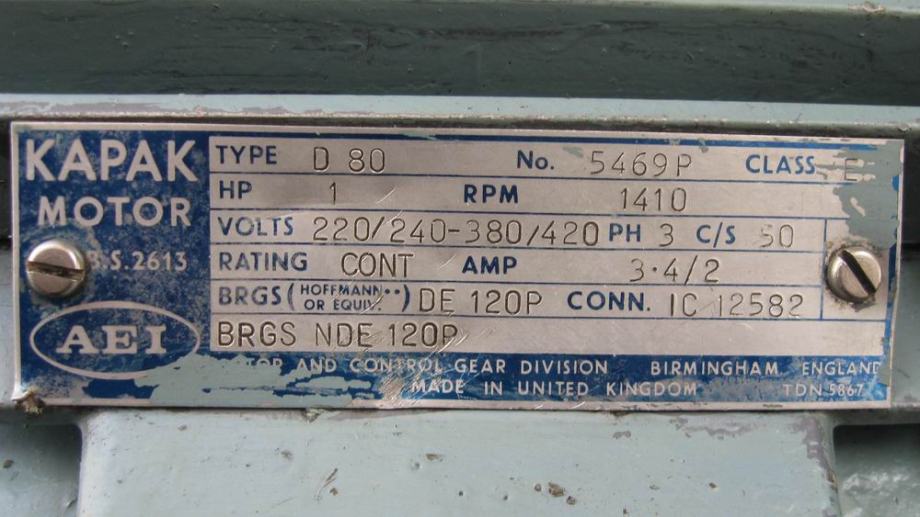 KAPAK
MOTOR
B.S. 2613
AEI
TYPE D 80 No. 5469P CLASS E
HP 1 RPM 1410
VOLTS 220/240-380/420 PH 3 C/S 50
RATING CONT AMP 3·4/2
BRGS (HOFFMANN·· OR EQUIV.) DE 120P CONN. IC 12582
BRGS NDE 120P
AND CONTROL GEAR DIVISION BIRMINGHAM ENGLAND
MADE IN UNITED KINGDOM TDN 5867